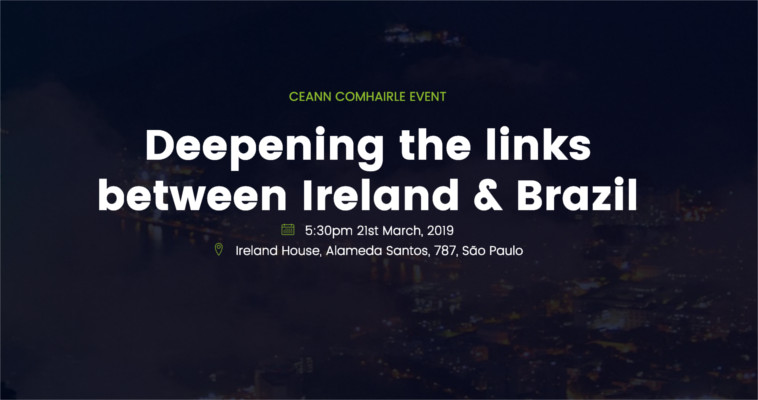 CEANN COMHAIRLE EVENT
Deepening the links
between Ireland & Brazil
5:30pm 21st March, 2019
Ireland House, Alameda Santos, 787, São Paulo